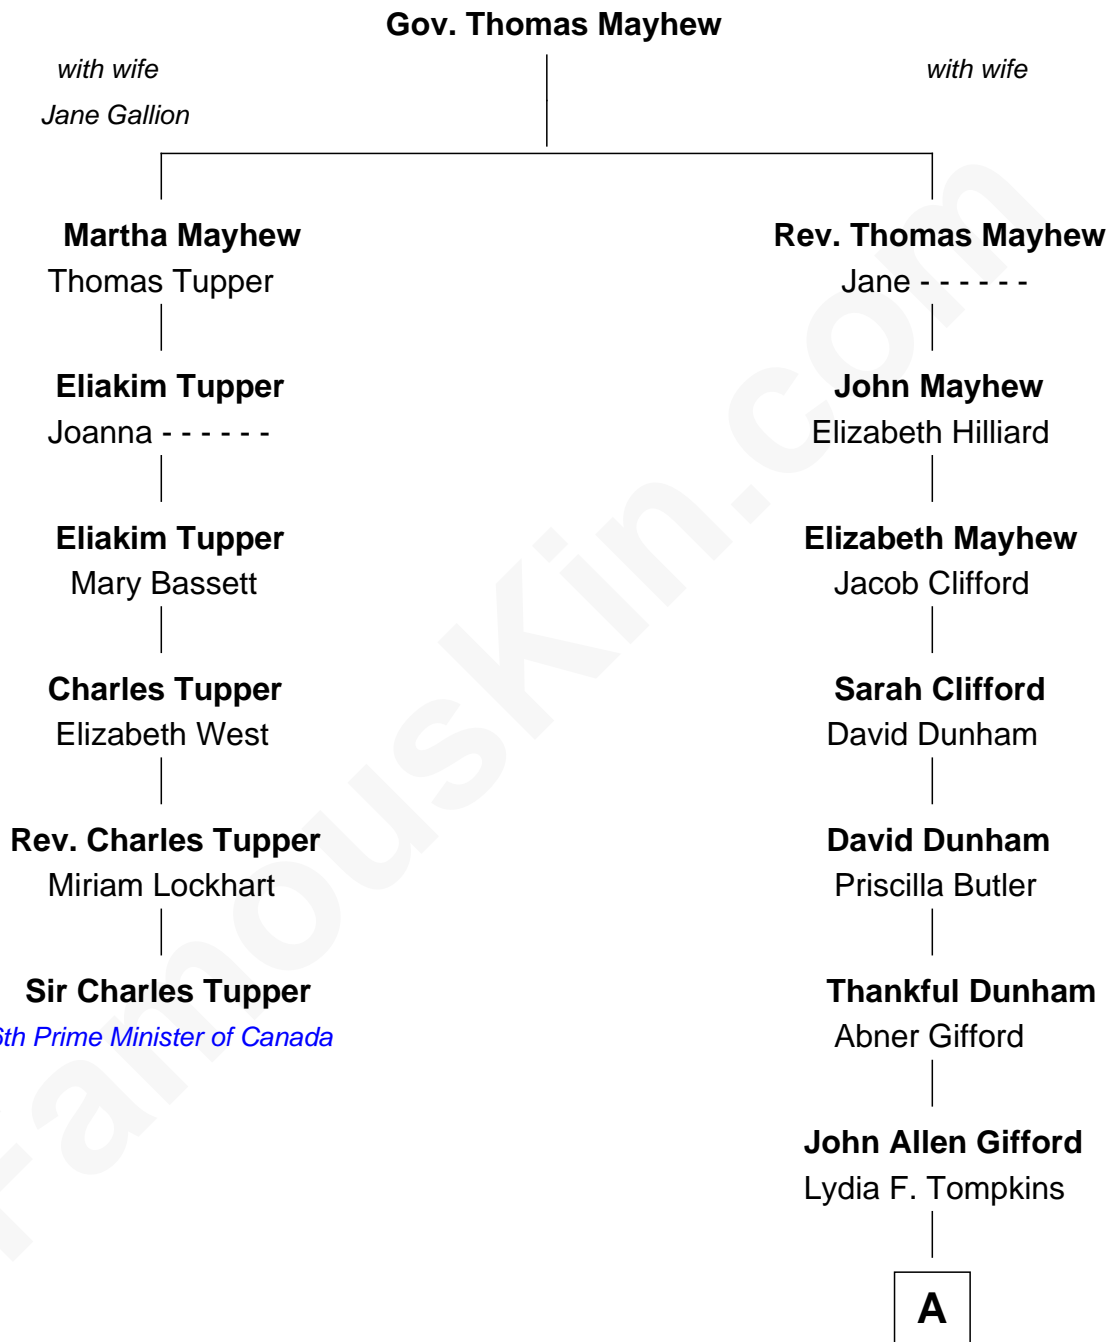 Gov. Thomas Mayhew
with wife
Jane Gallion
with wife
Martha Mayhew
Thomas Tupper
Rev. Thomas Mayhew
Jane - - - - - -
Eliakim Tupper
Joanna - - - - - -
John Mayhew
Elizabeth Hilliard
Eliakim Tupper
Mary Bassett
Elizabeth Mayhew
Jacob Clifford
Charles Tupper
Elizabeth West
Sarah Clifford
David Dunham
Rev. Charles Tupper
Miriam Lockhart
David Dunham
Priscilla Butler
Sir Charles Tupper
6th Prime Minister of Canada
Thankful Dunham
Abner Gifford
John Allen Gifford
Lydia F. Tompkins
A
FamousKin.com